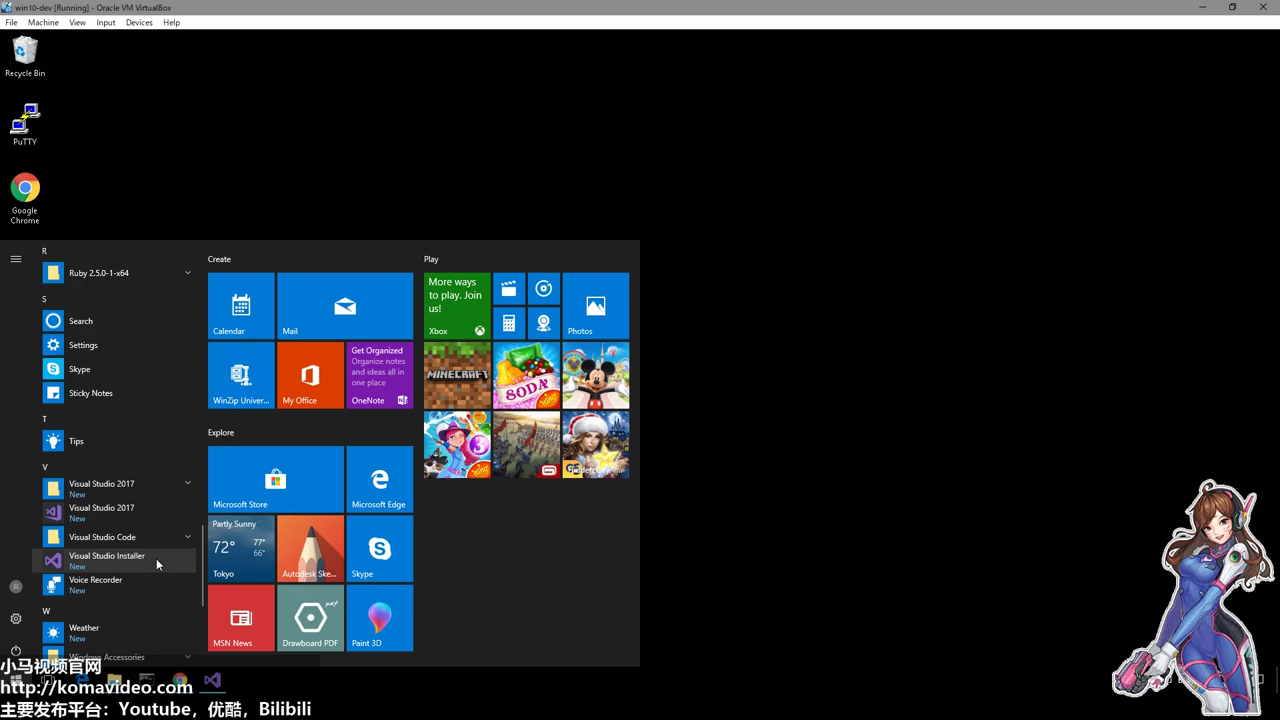 win10-dev [Running] - Oracle VM VirtualBox
File Machine View Input Devices Help
Recycle Bin
PuTTY
Google
Chrome
R
Ruby 2.5.0-1-x64
S
Search
Settings
Skype
Sticky Notes
T
Tips
V
Visual Studio 2017
New
Visual Studio 2017
New
Visual Studio Code
Visual Studio Installer
New
Voice Recorder
New
W
Weather
New
Windows Accessories
Create
Calendar
Mail
WinZip Univer...
My Office
Get Organized
Organize notes
and ideas all in
one place
OneNote
Explore
Microsoft Store
Microsoft Edge
Partly Sunny
72° 77°
66°
Tokyo
Autodesk Ske...
Skype
MSN News
Drawboard PDF
Paint 3D
Play
More ways
to play. Join
us!
Xbox
Photos
MINECRAFT
SODA
小马视频官网
http://komavideo.com
主要发布平台：Youtube，优酷，Bilibili